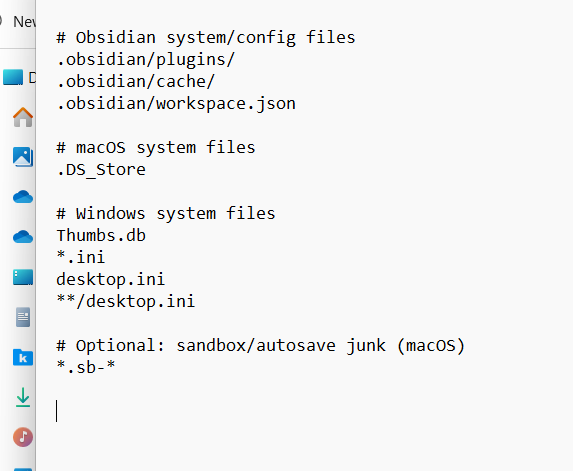 New
# Obsidian system/config files
.obsidian/plugins/
.obsidian/cache/
.obsidian/workspace.json
# macOS system files
.DS_Store
# Windows system files
Thumbs.db
*.ini
desktop.ini
**/desktop.ini
# Optional: sandbox/autosave junk (macOS)
*.sb-*
k